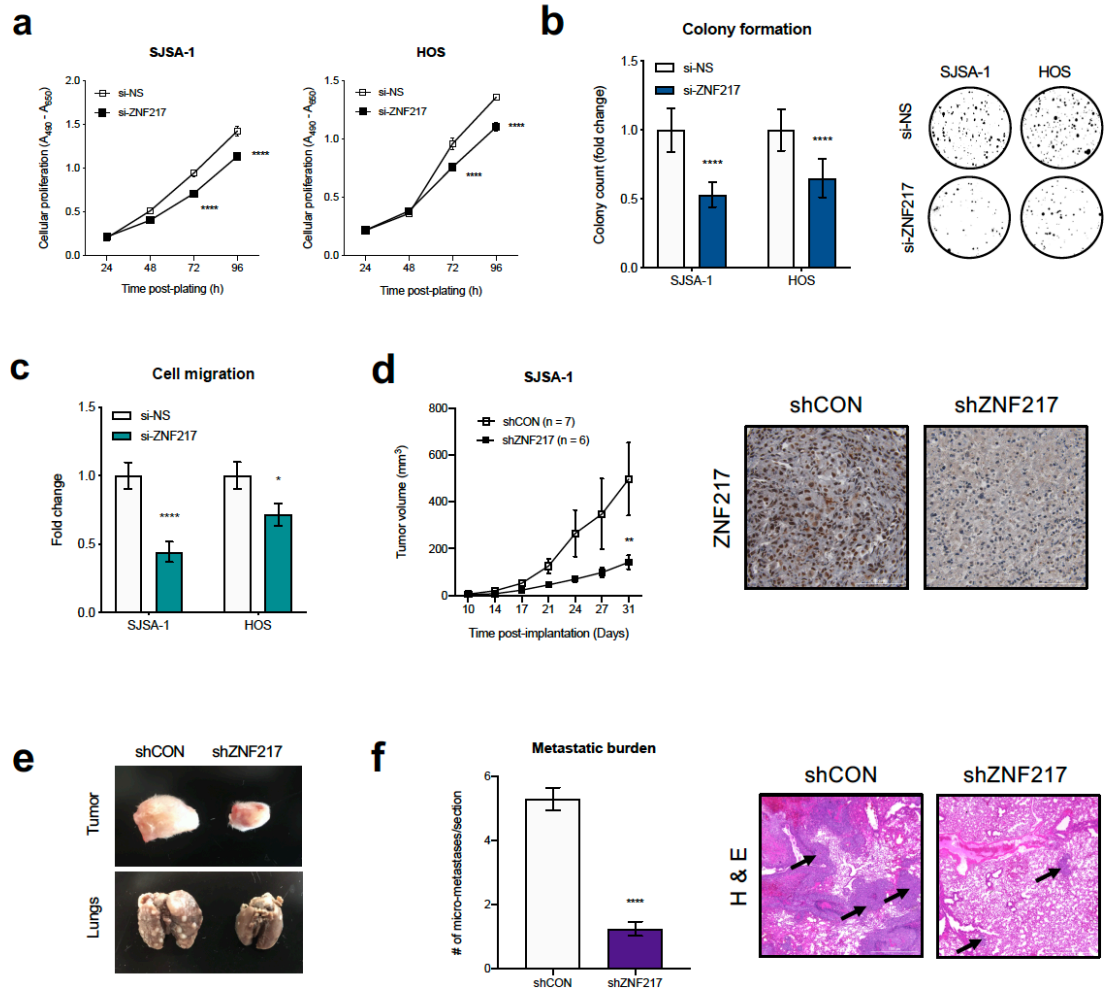 a
SJSA-1
Cellular proliferation (A490 - A650)
2.0
1.5
1.0
0.5
0.0
si-NS
si-ZNF217
****
****
24 48 72 96
Time post-plating (h)
HOS
Cellular proliferation (A490 - A650)
1.5
1.0
0.5
0.0
si-NS
si-ZNF217
****
****
24 48 72 96
Time post-plating (h)
b
Colony formation
Colony count (fold change)
1.5
1.0
0.5
0.0
si-NS
si-ZNF217
****
****
SJSA-1 HOS
SJSA-1 HOS
si-NS
si-ZNF217
c
Cell migration
Fold change
1.5
1.0
0.5
0.0
si-NS
si-ZNF217
****
*
SJSA-1 HOS
d
SJSA-1
Tumor volume (mm3)
800
600
400
200
0
shCON (n = 7)
shZNF217 (n = 6)
**
10 14 17 21 24 27 31
Time post-implantation (Days)
shCON shZNF217
ZNF217
e
shCON shZNF217
Tumor
Lungs
f
Metastatic burden
# of micro-metastases/section
6
4
2
0
****
shCON shZNF217
shCON shZNF217
H & E